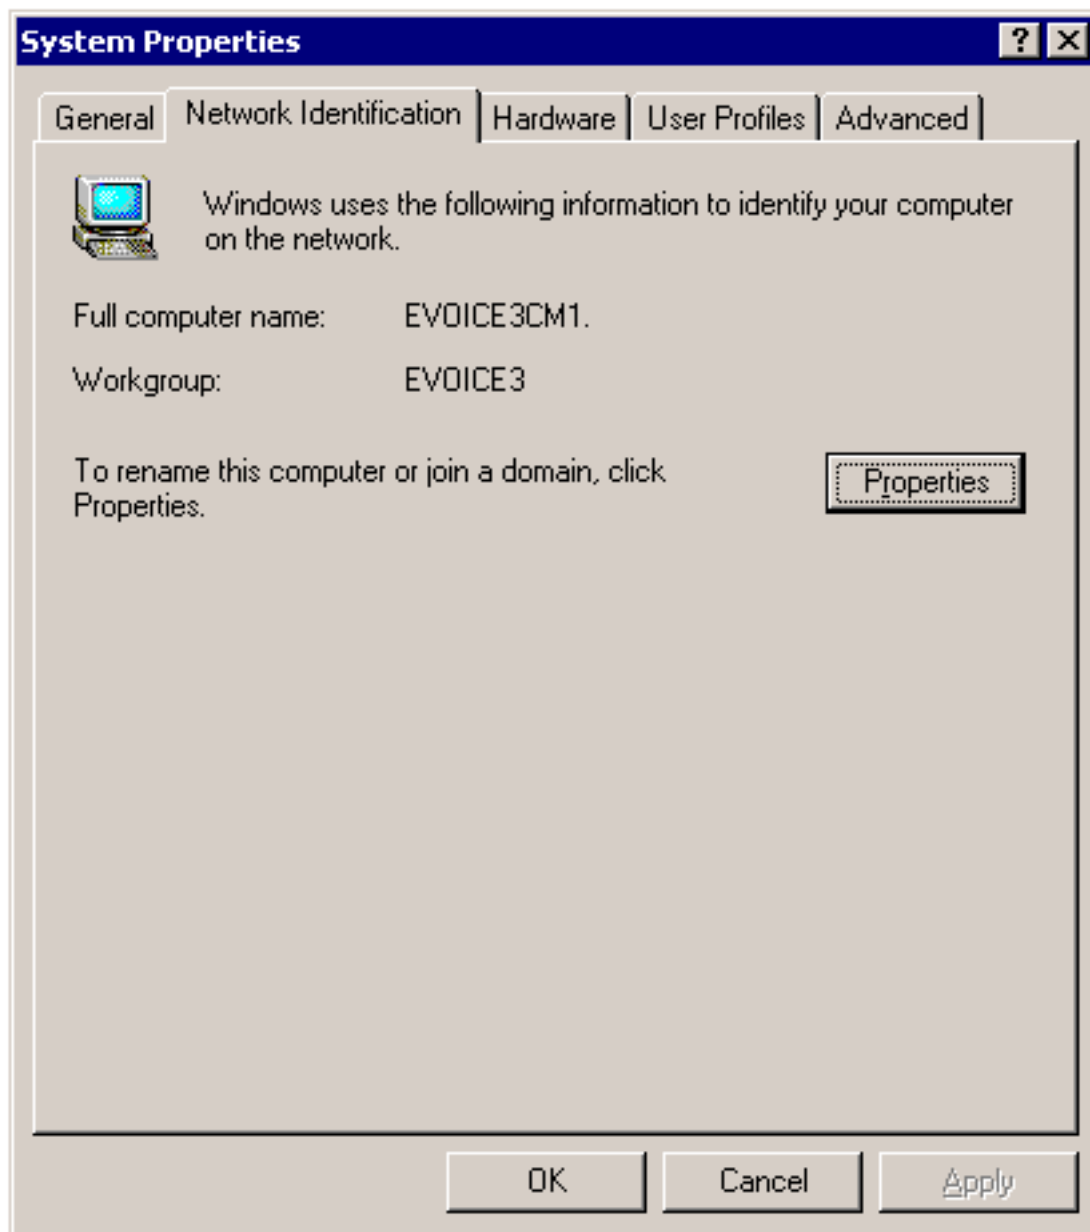 System Properties
General Network Identification Hardware User Profiles Advanced
Windows uses the following information to identify your computer
on the network.
Full computer name: EVOICE3CM1.
Workgroup: EVOICE3
To rename this computer or join a domain, click
Properties.
Properties
OK Cancel Apply